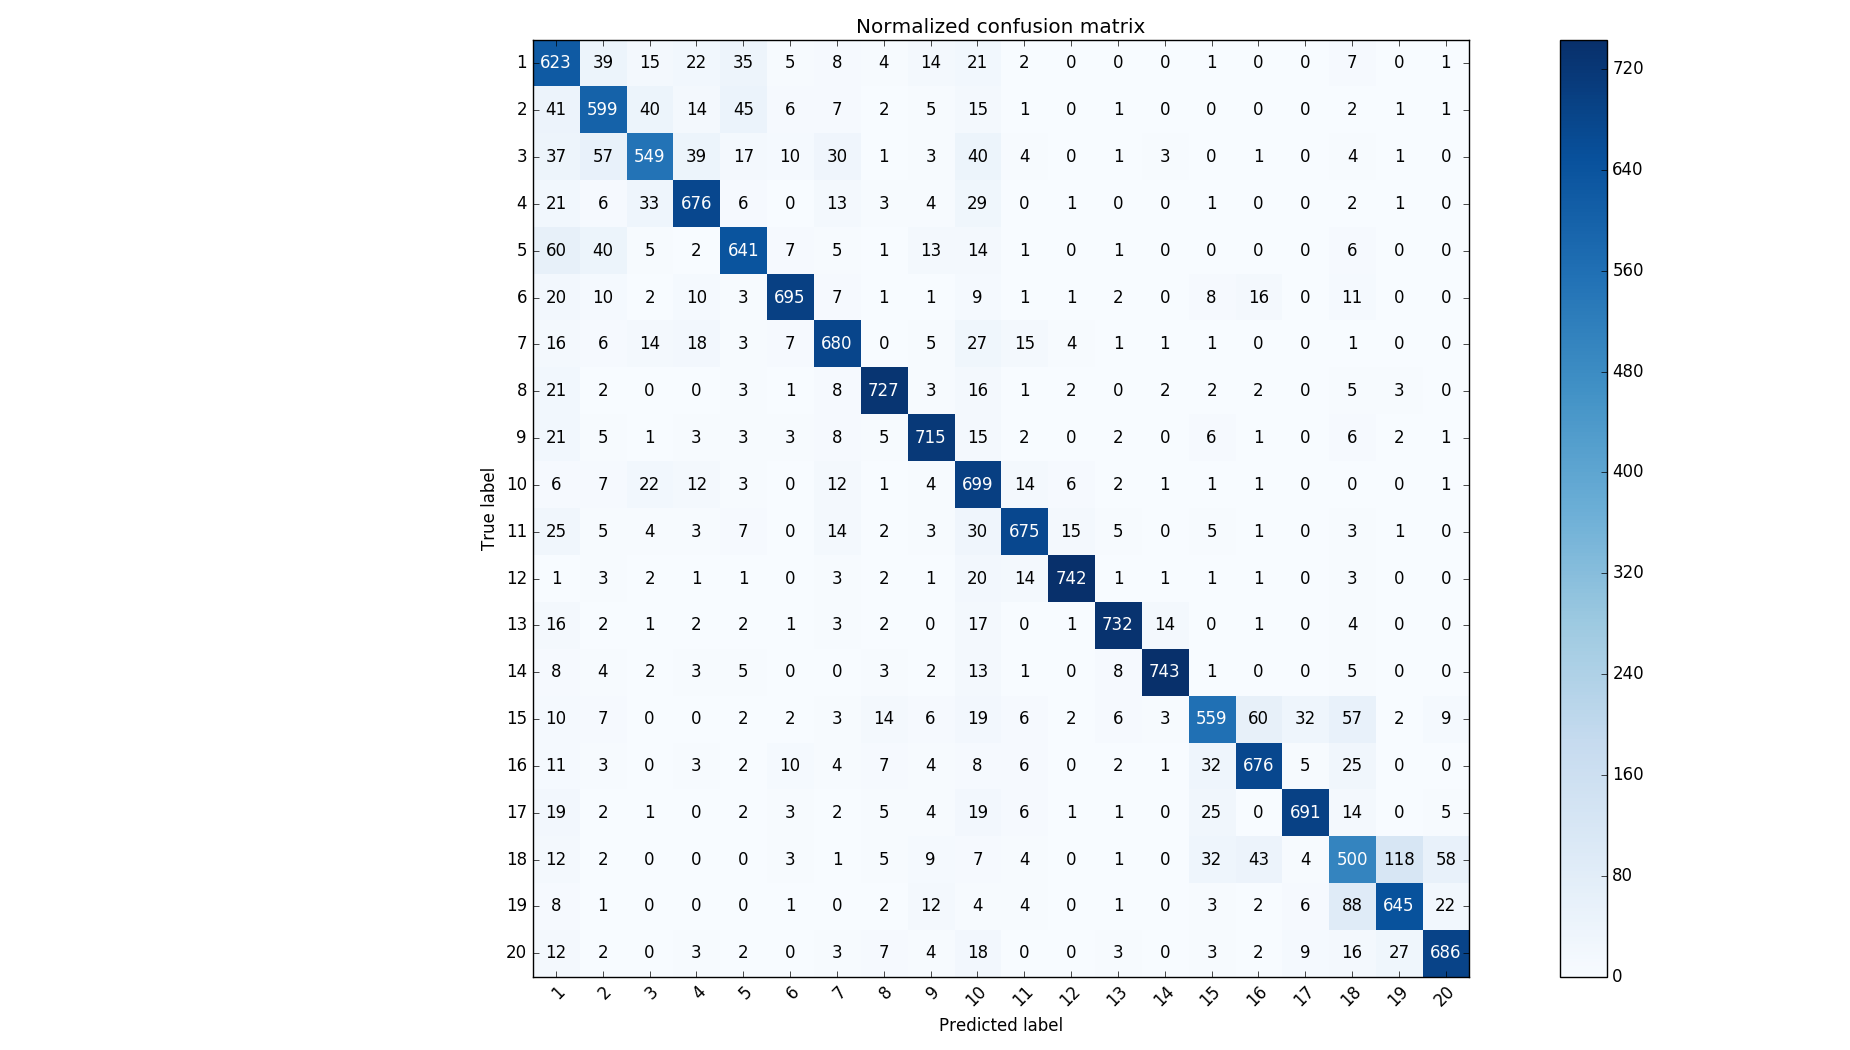 Normalized confusion matrix
1 623 39 15 22 35 5 8 4 14 21 2 0 0 0 1 0 0 7 0 1
2 41 599 40 14 45 6 7 2 5 15 1 0 1 0 0 0 0 2 1 1
3 37 57 549 39 17 10 30 1 3 40 4 0 1 3 0 1 0 4 1 0
4 21 6 33 676 6 0 13 3 4 29 0 1 0 0 1 0 0 2 1 0
5 60 40 5 2 641 7 5 1 13 14 1 0 1 0 0 0 0 6 0 0
6 20 10 2 10 3 695 7 1 1 9 1 1 2 0 8 16 0 11 0 0
7 16 6 14 18 3 7 680 0 5 27 15 4 1 1 1 0 0 1 0 0
8 21 2 0 0 3 1 8 727 3 16 1 2 0 2 2 2 0 5 3 0
9 21 5 1 3 3 3 8 5 715 15 2 0 2 0 6 1 0 6 2 1
10 6 7 22 12 3 0 12 1 4 699 14 6 2 1 1 1 0 0 0 1
11 25 5 4 3 7 0 14 2 3 30 675 15 5 0 5 1 0 3 1 0
12 1 3 2 1 1 0 3 2 1 20 14 742 1 1 1 1 0 3 0 0
13 16 2 1 2 2 1 3 2 0 17 0 1 732 14 0 1 0 4 0 0
14 8 4 2 3 5 0 0 3 2 13 1 0 8 743 1 0 0 5 0 0
15 10 7 0 0 2 2 3 14 6 19 6 2 6 3 559 60 32 57 2 9
16 11 3 0 3 2 10 4 7 4 8 6 0 2 1 32 676 5 25 0 0
17 19 2 1 0 2 3 2 5 4 19 6 1 1 0 25 0 691 14 0 5
18 12 2 0 0 0 3 1 5 9 7 4 0 1 0 32 43 4 500 118 58
19 8 1 0 0 0 1 0 2 12 4 4 0 1 0 3 2 6 88 645 22
20 12 2 0 3 2 0 3 7 4 18 0 0 3 0 3 2 9 16 27 686
1 2 3 4 5 6 7 8 9 10 11 12 13 14 15 16 17 18 19 20
Predicted label
True label
720
640
560
480
400
320
240
160
80
0